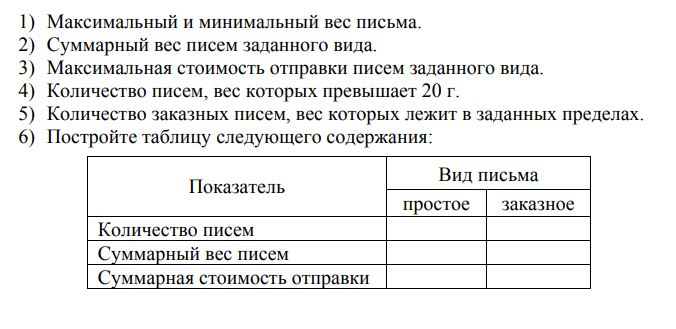 1) Максимальный и минимальный вес письма.
2) Суммарный вес писем заданного вида.
3) Максимальная стоимость отправки писем заданного вида.
4) Количество писем, вес которых превышает 20 г.
5) Количество заказных писем, вес которых лежит в заданных пределах.
6) Постройте таблицу следующего содержания:
Показатель
Вид письма
простое
заказное
Количество писем
Суммарный вес писем
Суммарная стоимость отправки